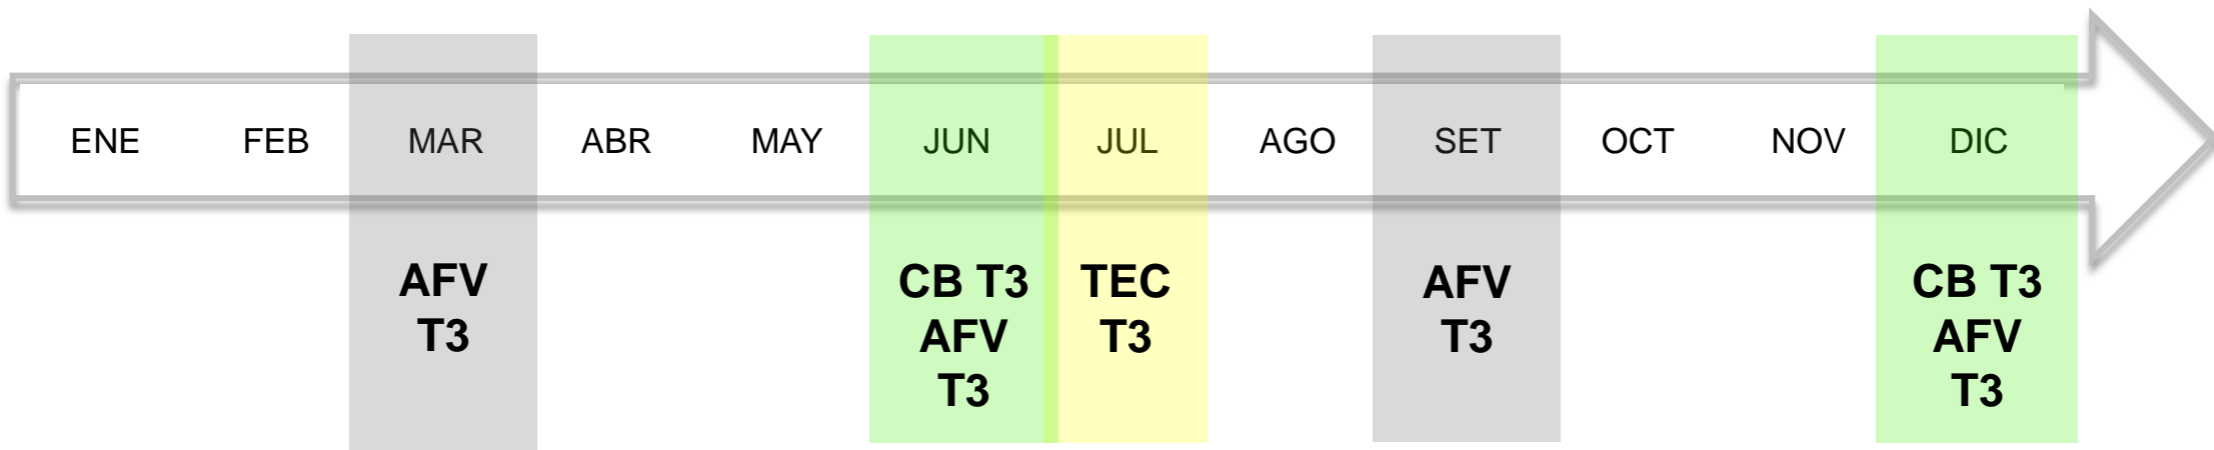 ENE FEB MAR ABR MAY JUN JUL AGO SET OCT NOV DIC
AFV
T3
CB T3
AFV
T3
TEC
T3
AFV
T3
CB T3
AFV
T3